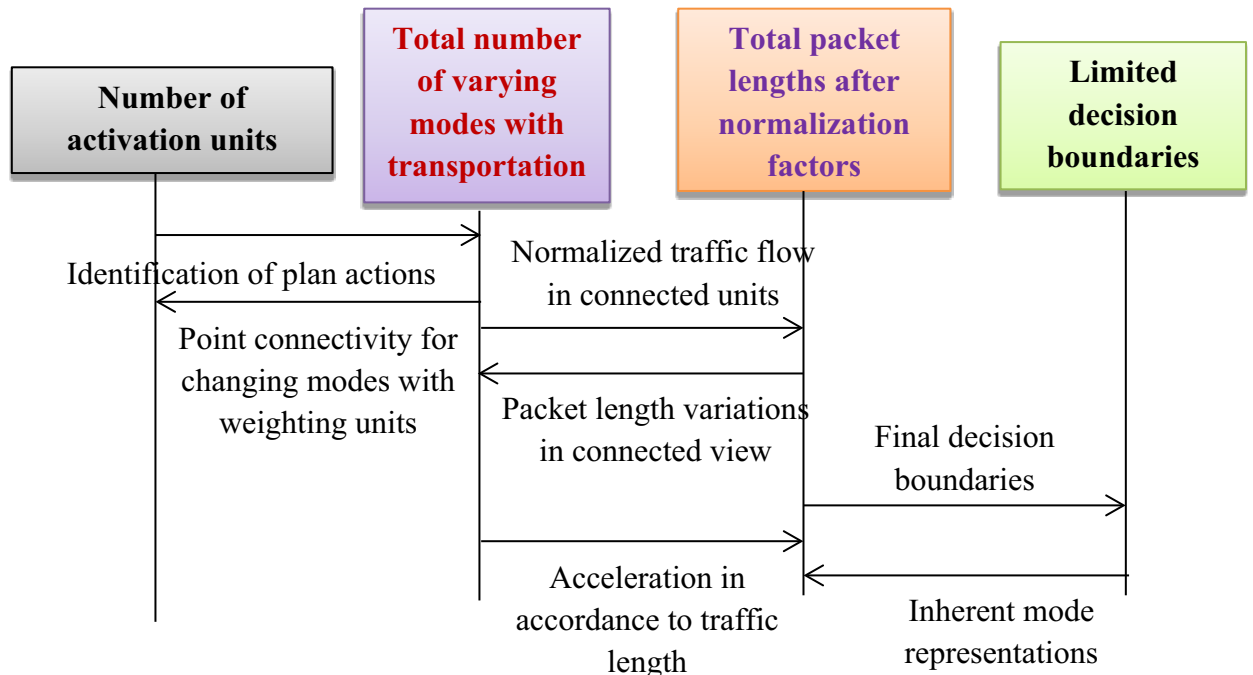 Number of
activation units
Total number
of varying
modes with
transportation
Total packet
lengths after
normalization
factors
Limited
decision
boundaries
Identification of plan actions
Normalized traffic flow
in connected units
Point connectivity for
changing modes with
weighting units
Packet length variations
in connected view
Final decision
boundaries
Acceleration in
accordance to traffic
length
Inherent mode
representations